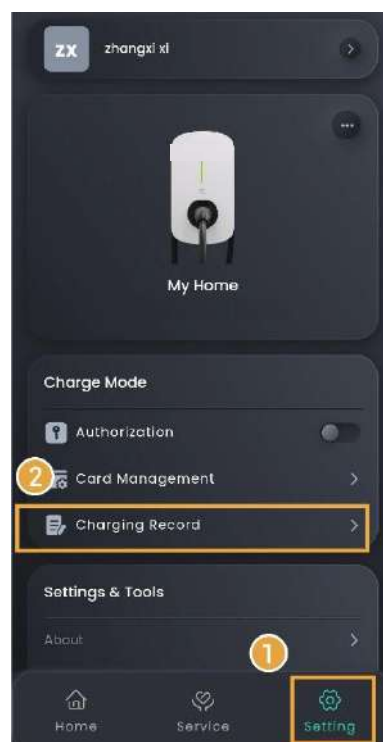 ZX zhangxi xl
My Home
Charge Mode
Authorization
2
Card Management
Charging Record
Settings & Tools
About
1
Home Service Setting